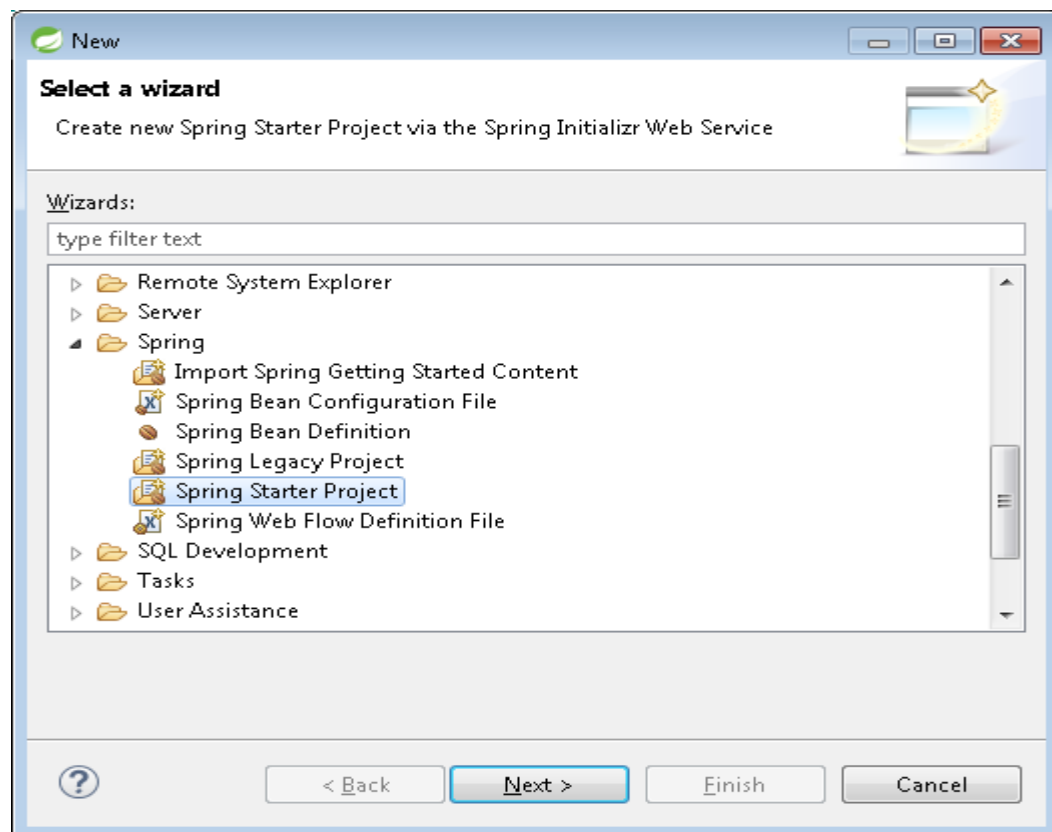 New
Select a wizard
Create new Spring Starter Project via the Spring Initializr Web Service
Wizards:
type filter text
Remote System Explorer
Server
Spring
Import Spring Getting Started Content
Spring Bean Configuration File
Spring Bean Definition
Spring Legacy Project
Spring Starter Project
Spring Web Flow Definition File
SQL Development
Tasks
User Assistance
? < Back Next > Finish Cancel